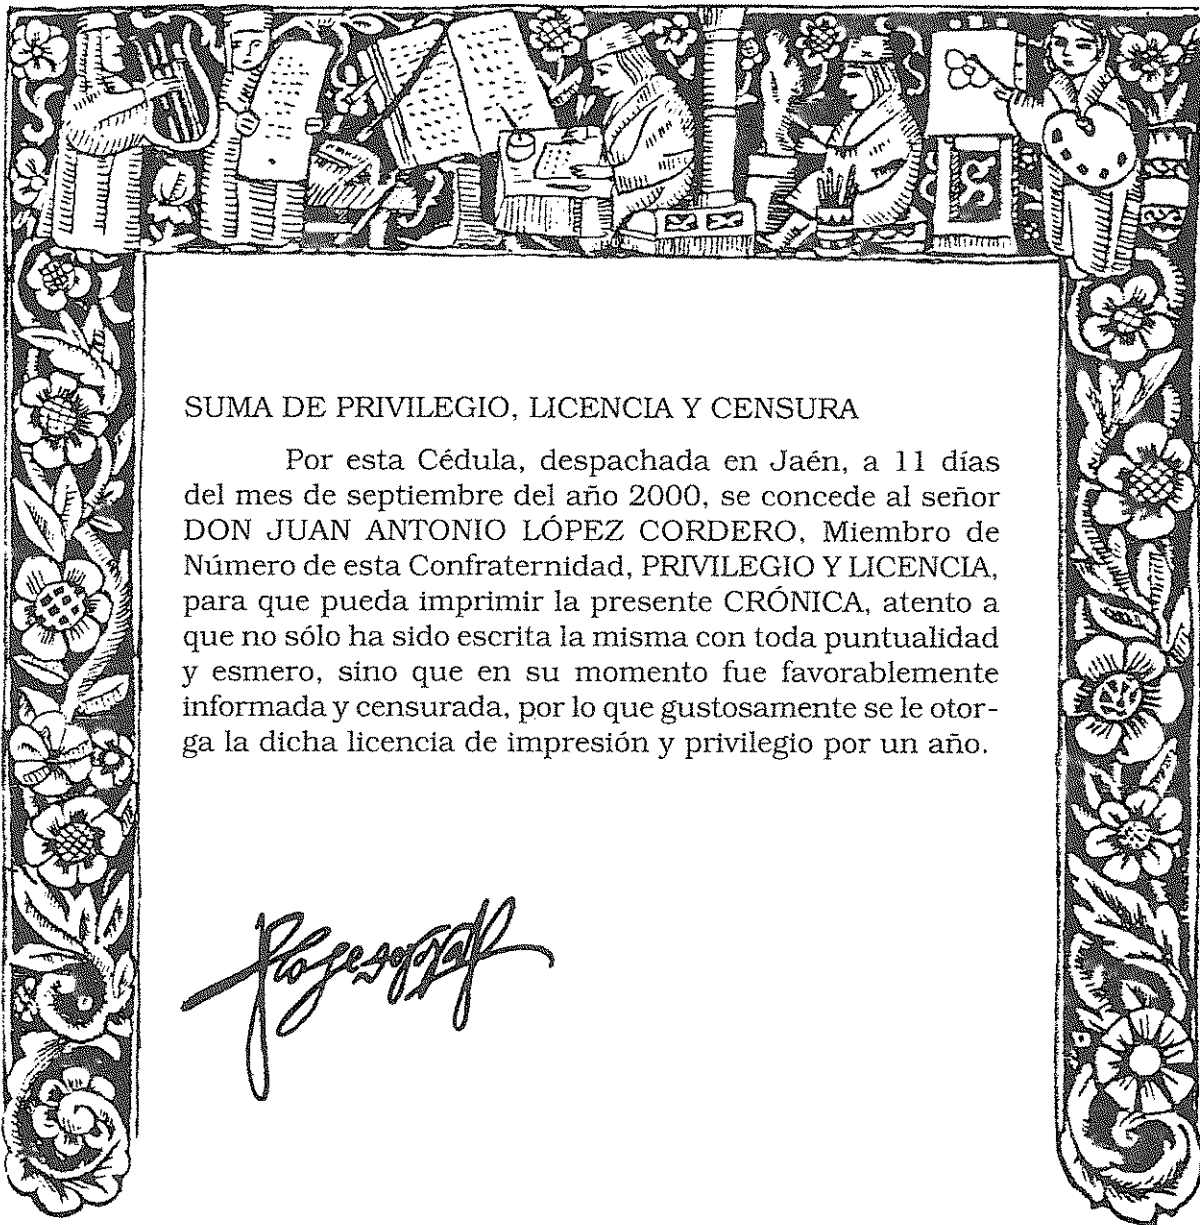 SUMA DE PRIVILEGIO, LICENCIA Y CENSURA
Por esta Cédula, despachada en Jaén, a 11 días
del mes de septiembre del año 2000, se concede al señor
DON JUAN ANTONIO LÓPEZ CORDERO, Miembro de
Número de esta Confraternidad, PRIVILEGIO Y LICENCIA,
para que pueda imprimir la presente CRÓNICA, atento a
que no sólo ha sido escrita la misma con toda puntualidad
y esmero, sino que en su momento fue favorablemente
informada y censurada, por lo que gustosamente se le otor-
ga la dicha licencia de impresión y privilegio por un año.